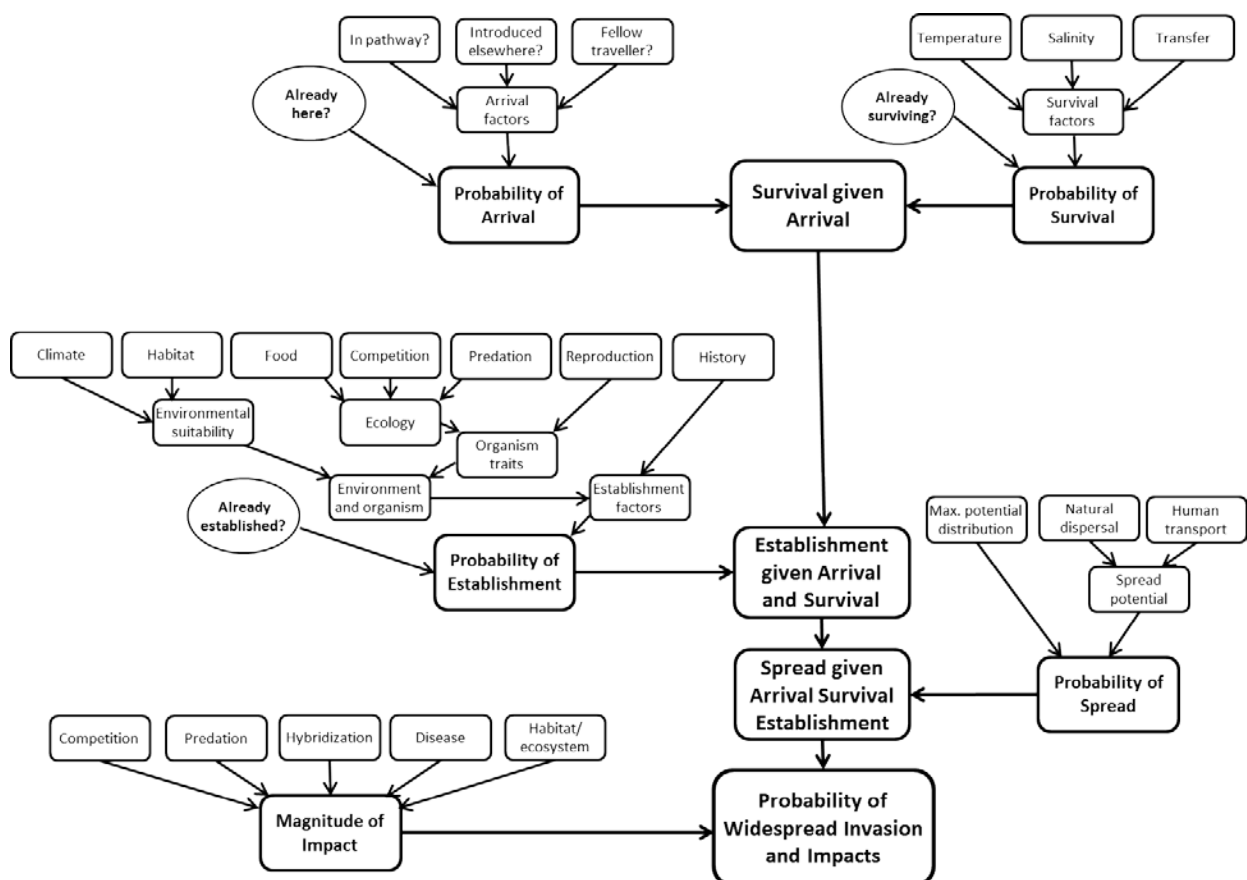 In pathway?
Introduced
elsewhere?
Fellow
traveller?
Temperature
Salinity
Transfer
Already
here?
Arrival
factors
Already
surviving?
Survival
factors
Probability of
Arrival
Survival given
Arrival
Probability of
Survival
Climate
Habitat
Food
Competition
Predation
Reproduction
History
Environmental
suitability
Ecology
Organism
traits
Environment
and organism
Establishment
factors
Already
established?
Probability of
Establishment
Establishment
given Arrival
and Survival
Max. potential
distribution
Natural
dispersal
Human
transport
Spread
potential
Spread given
Arrival Survival
Establishment
Probability of
Spread
Competition
Predation
Hybridization
Disease
Habitat/
ecosystem
Magnitude of
Impact
Probability of
Widespread Invasion
and Impacts